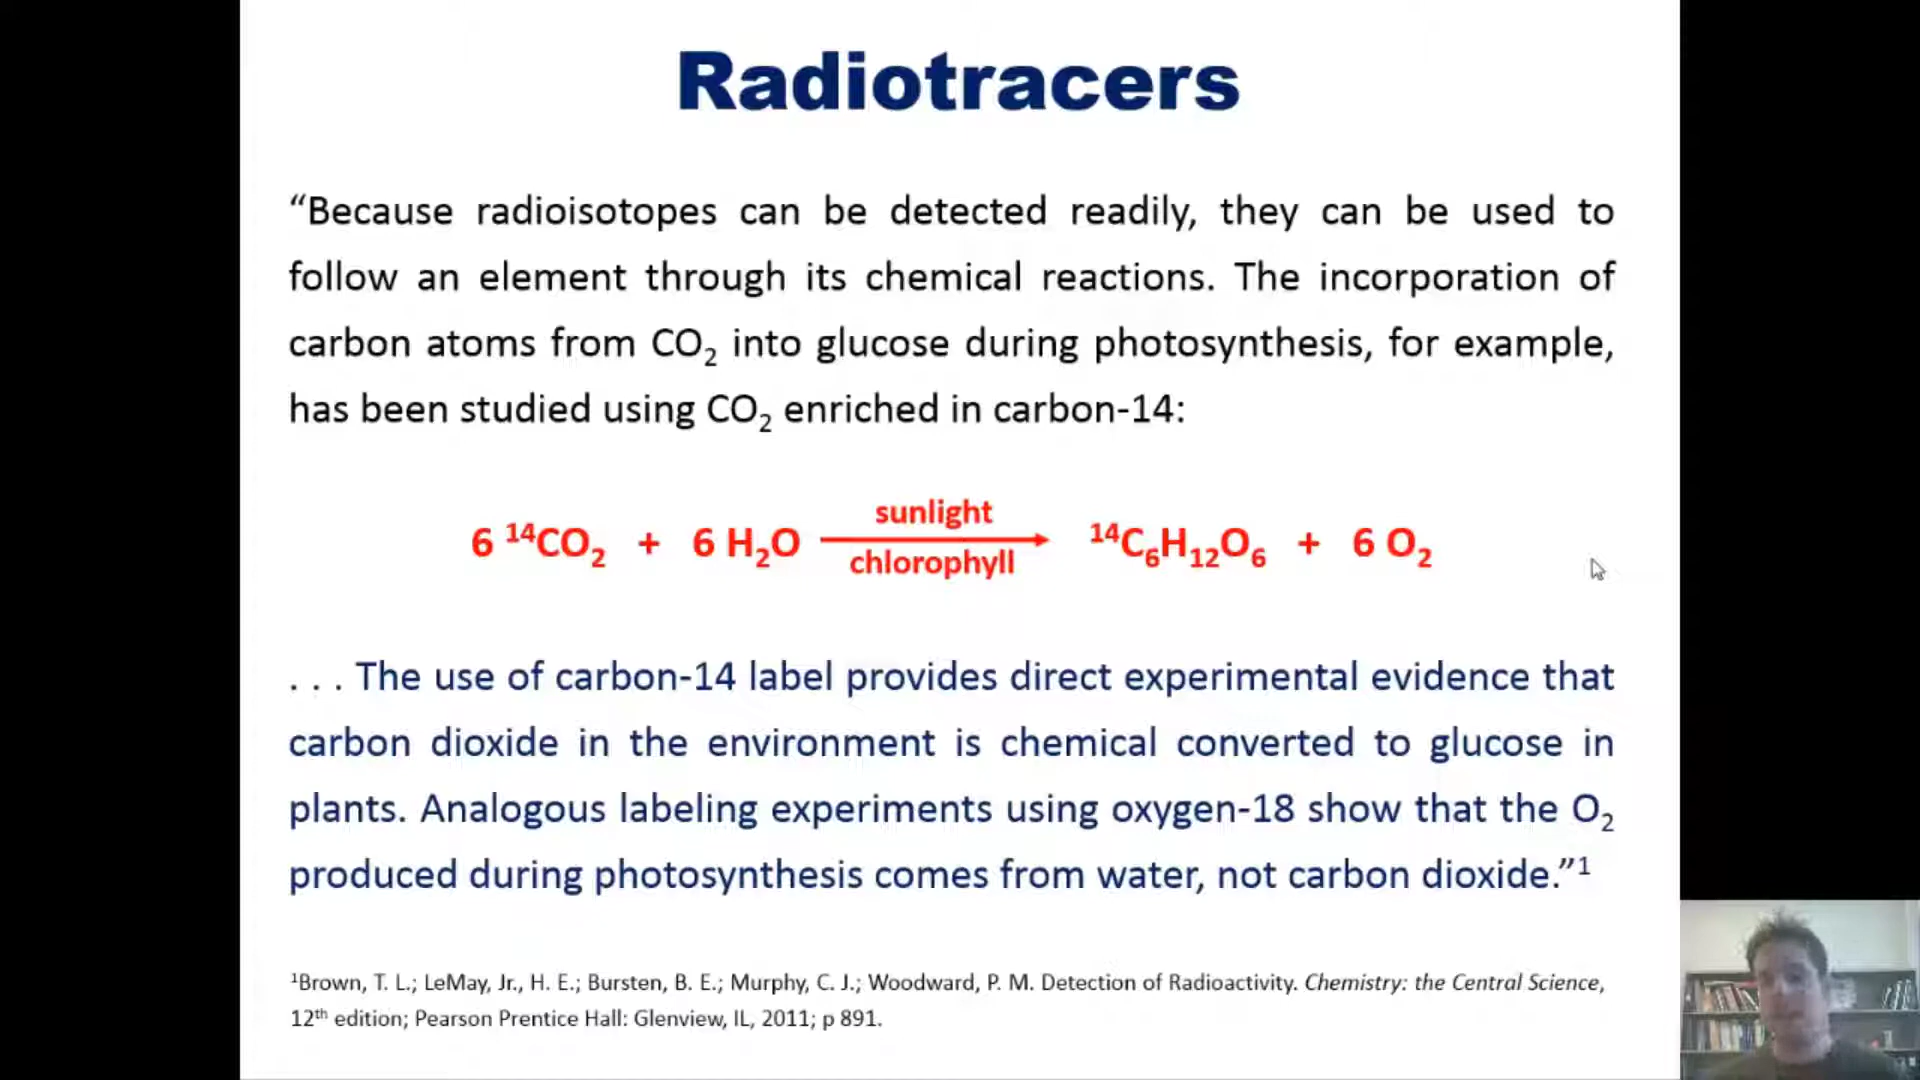 Radiotracers
“Because radioisotopes can be detected readily, they can be used to
follow an element through its chemical reactions. The incorporation of
carbon atoms from CO₂ into glucose during photosynthesis, for example,
has been studied using CO₂ enriched in carbon-14:
sunlight
6 ¹⁴CO₂ + 6 H₂O → ¹⁴C₆H₁₂O₆ + 6 O₂
chlorophyll
. . . The use of carbon-14 label provides direct experimental evidence that
carbon dioxide in the environment is chemical converted to glucose in
plants. Analogous labeling experiments using oxygen-18 show that the O₂
produced during photosynthesis comes from water, not carbon dioxide.”¹
¹Brown, T. L.; LeMay, Jr., H. E.; Bursten, B. E.; Murphy, C. J.; Woodward, P. M. Detection of Radioactivity. Chemistry: the Central Science,
12ᵗʰ edition; Pearson Prentice Hall: Glenview, IL, 2011; p 891.